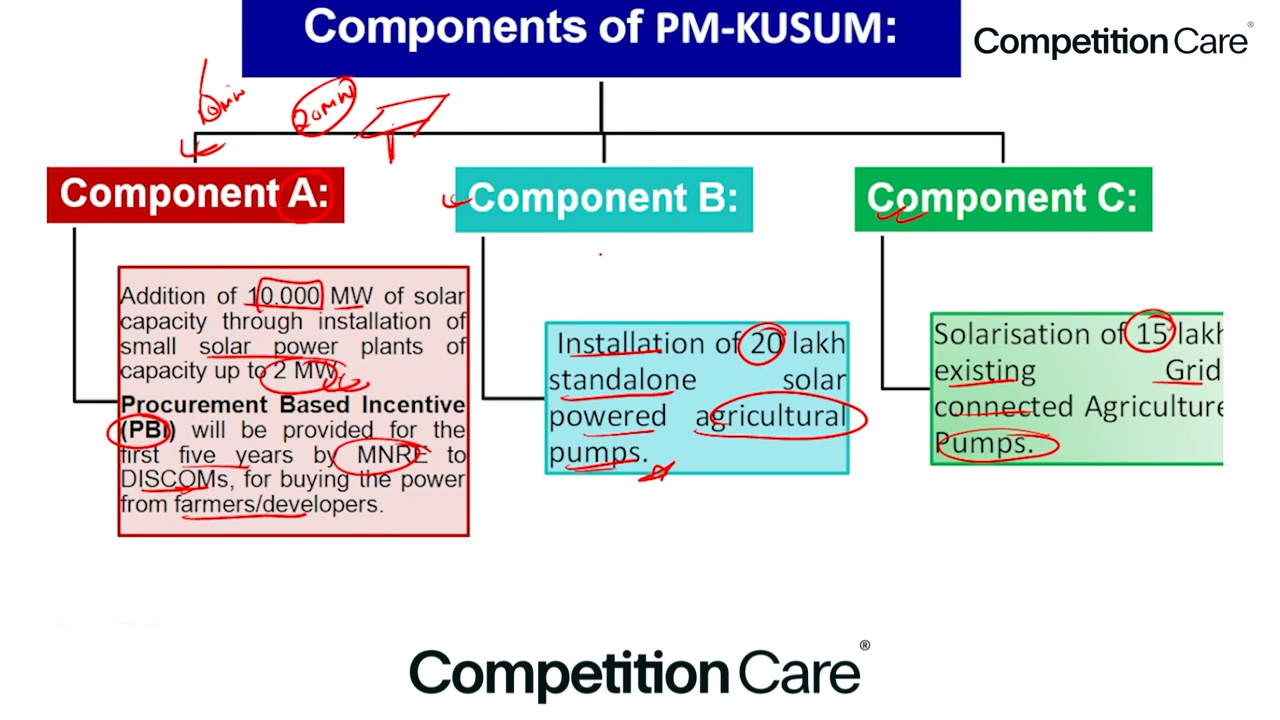 Components of PM-KUSUM:
Competition Care®
20MW
Component A:
Component B:
Component C:
Addition of 10.000 MW of solar
capacity through installation of
small solar power plants of
capacity up to 2 MW.
Procurement Based Incentive
(PBI) will be provided for the
first five years by MNRE to
DISCOMs, for buying the power
from farmers/developers.
Installation of 20 lakh
standalone solar
powered agricultural
pumps.
Solarisation of 15 lakh
existing Grid
connected Agriculture
Pumps.
Competition Care®